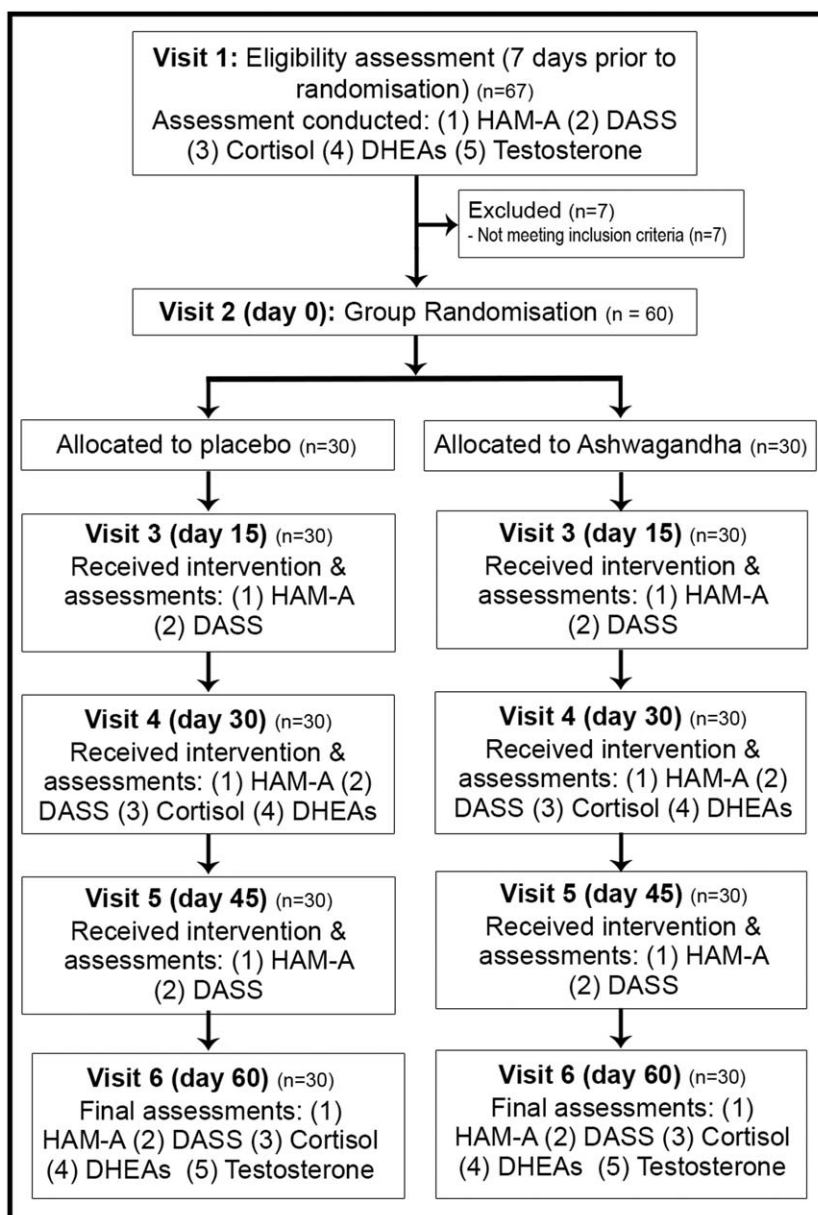 Visit 1: Eligibility assessment (7 days prior to
randomisation) (n=67)
Assessment conducted: (1) HAM-A (2) DASS
(3) Cortisol (4) DHEAs (5) Testosterone
Excluded (n=7)
- Not meeting inclusion criteria (n=7)
Visit 2 (day 0): Group Randomisation (n = 60)
Allocated to placebo (n=30)
Allocated to Ashwagandha (n=30)
Visit 3 (day 15) (n=30)
Received intervention &
assessments: (1) HAM-A
(2) DASS
Visit 3 (day 15) (n=30)
Received intervention &
assessments: (1) HAM-A
(2) DASS
Visit 4 (day 30) (n=30)
Received intervention &
assessments: (1) HAM-A (2)
DASS (3) Cortisol (4) DHEAs
Visit 4 (day 30) (n=30)
Received intervention &
assessments: (1) HAM-A (2)
DASS (3) Cortisol (4) DHEAs
Visit 5 (day 45) (n=30)
Received intervention &
assessments: (1) HAM-A
(2) DASS
Visit 5 (day 45) (n=30)
Received intervention &
assessments: (1) HAM-A
(2) DASS
Visit 6 (day 60) (n=30)
Final assessments: (1)
HAM-A (2) DASS (3) Cortisol
(4) DHEAs (5) Testosterone
Visit 6 (day 60) (n=30)
Final assessments: (1)
HAM-A (2) DASS (3) Cortisol
(4) DHEAs (5) Testosterone